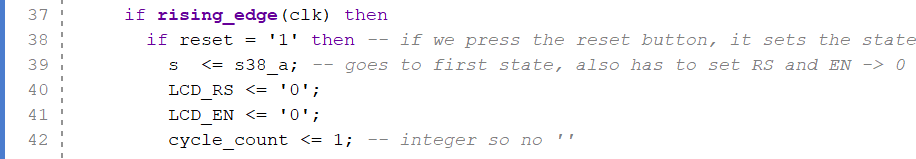 37 if rising_edge(clk) then
38 if reset = '1' then -- if we press the reset button, it sets the state
39 s <= s38_a; -- goes to first state, also has to set RS and EN -> 0
40 LCD_RS <= '0';
41 LCD_EN <= '0';
42 cycle_count <= 1; -- integer so no ''